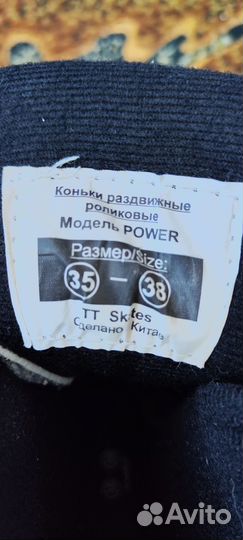 Коньки раздвижные
роликовые
Модель POWER
Размер/Size:
35 — 38
TT Skates
Сделано Китае
Avito